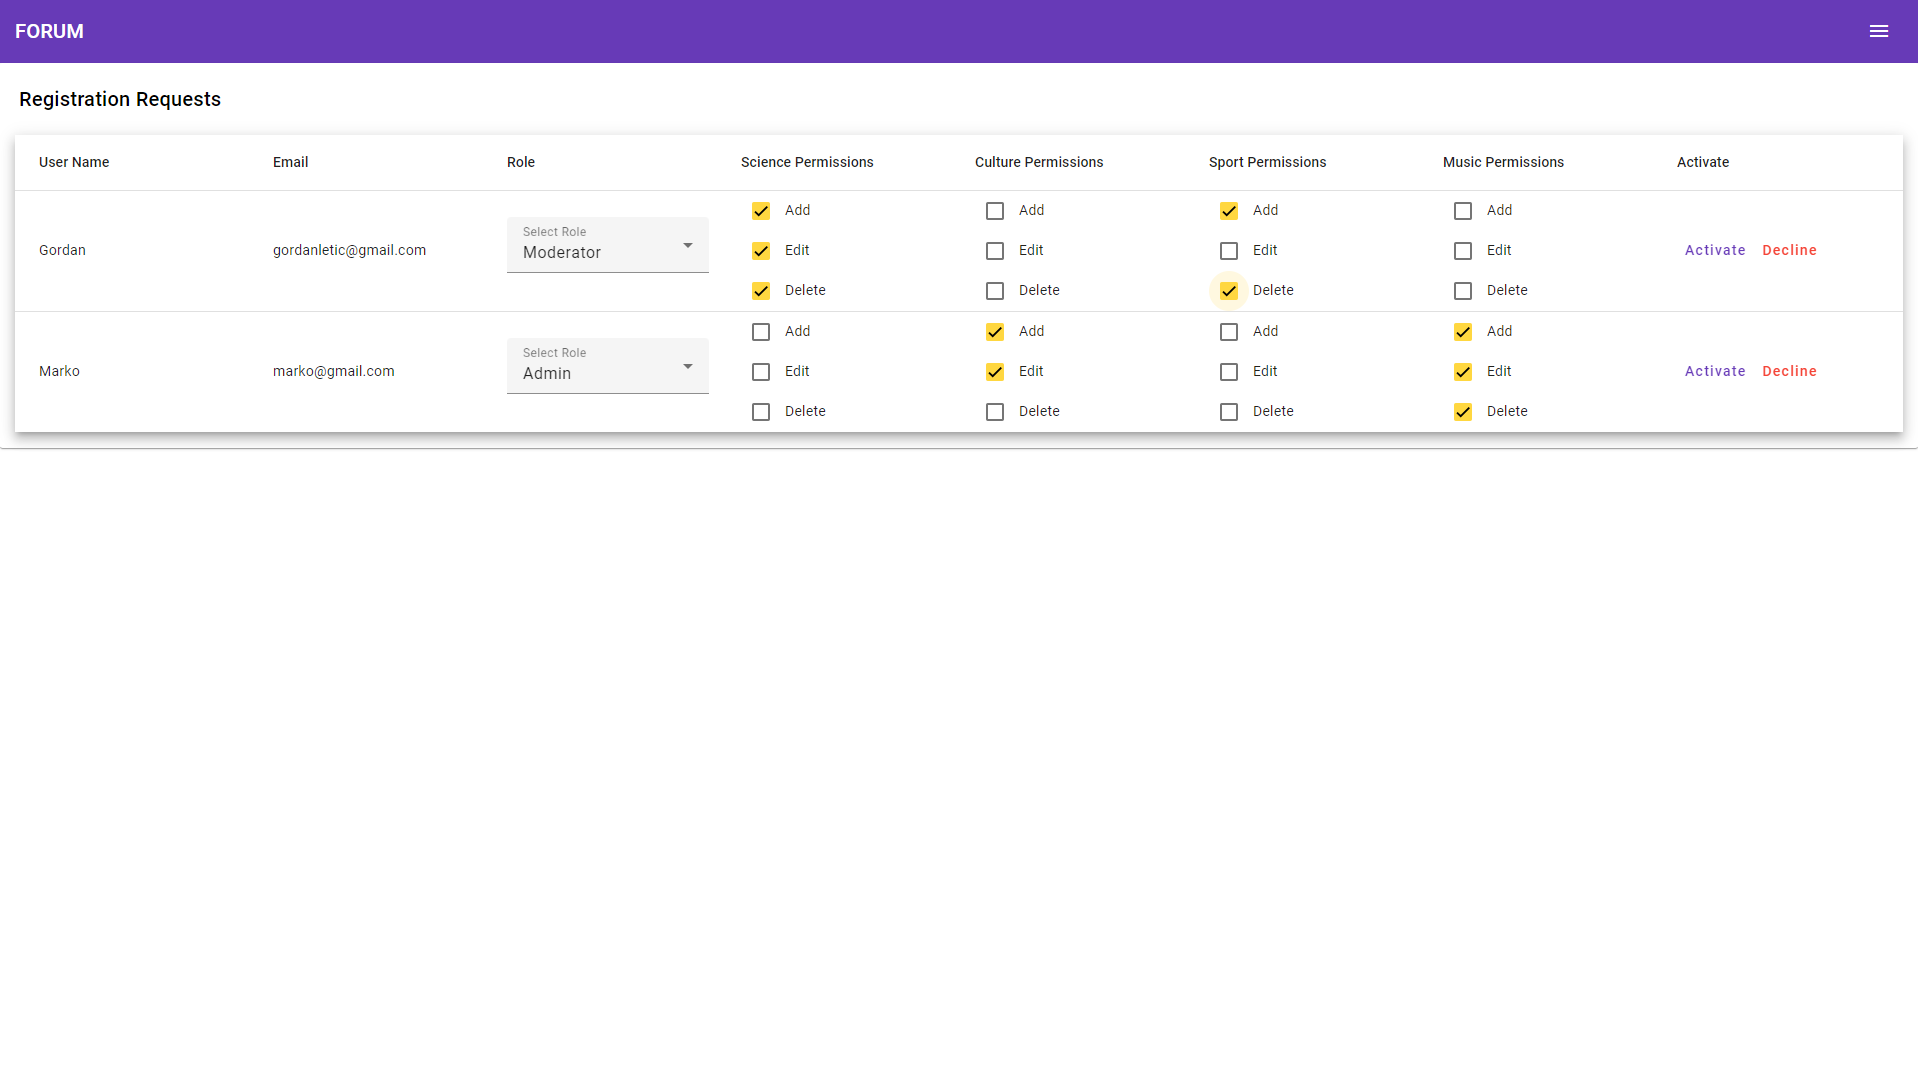 FORUM
Registration Requests
User Name Email Role Science Permissions Culture Permissions Sport Permissions Music Permissions Activate
Add Add Add Add
Select Role
Gordan gordanletic@gmail.com Moderator Edit Edit Edit Edit Activate Decline
Delete Delete Delete Delete
Add Add Add Add
Select Role
Marko marko@gmail.com Admin Edit Edit Edit Edit Activate Decline
Delete Delete Delete Delete